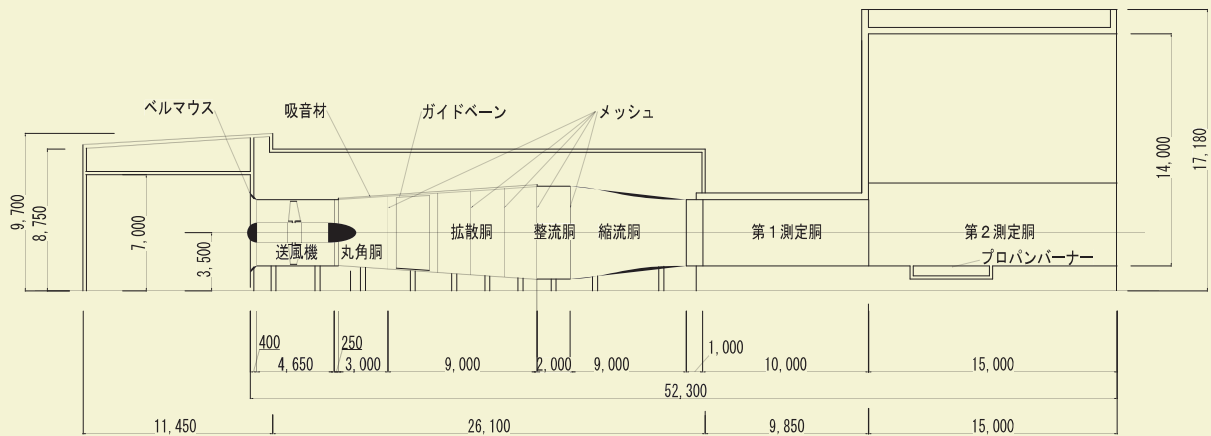 ベルマウス
吸音材
ガイドベーン
メッシュ
9,700
8,750
7,000
3,500
14,000
17,180
送風機
丸角胴
拡散胴
整流胴
縮流胴
第1測定胴
第2測定胴
プロパンバーナー
400
4,650
250
3,000
9,000
2,000
9,000
1,000
10,000
15,000
52,300
11,450
26,100
9,850
15,000